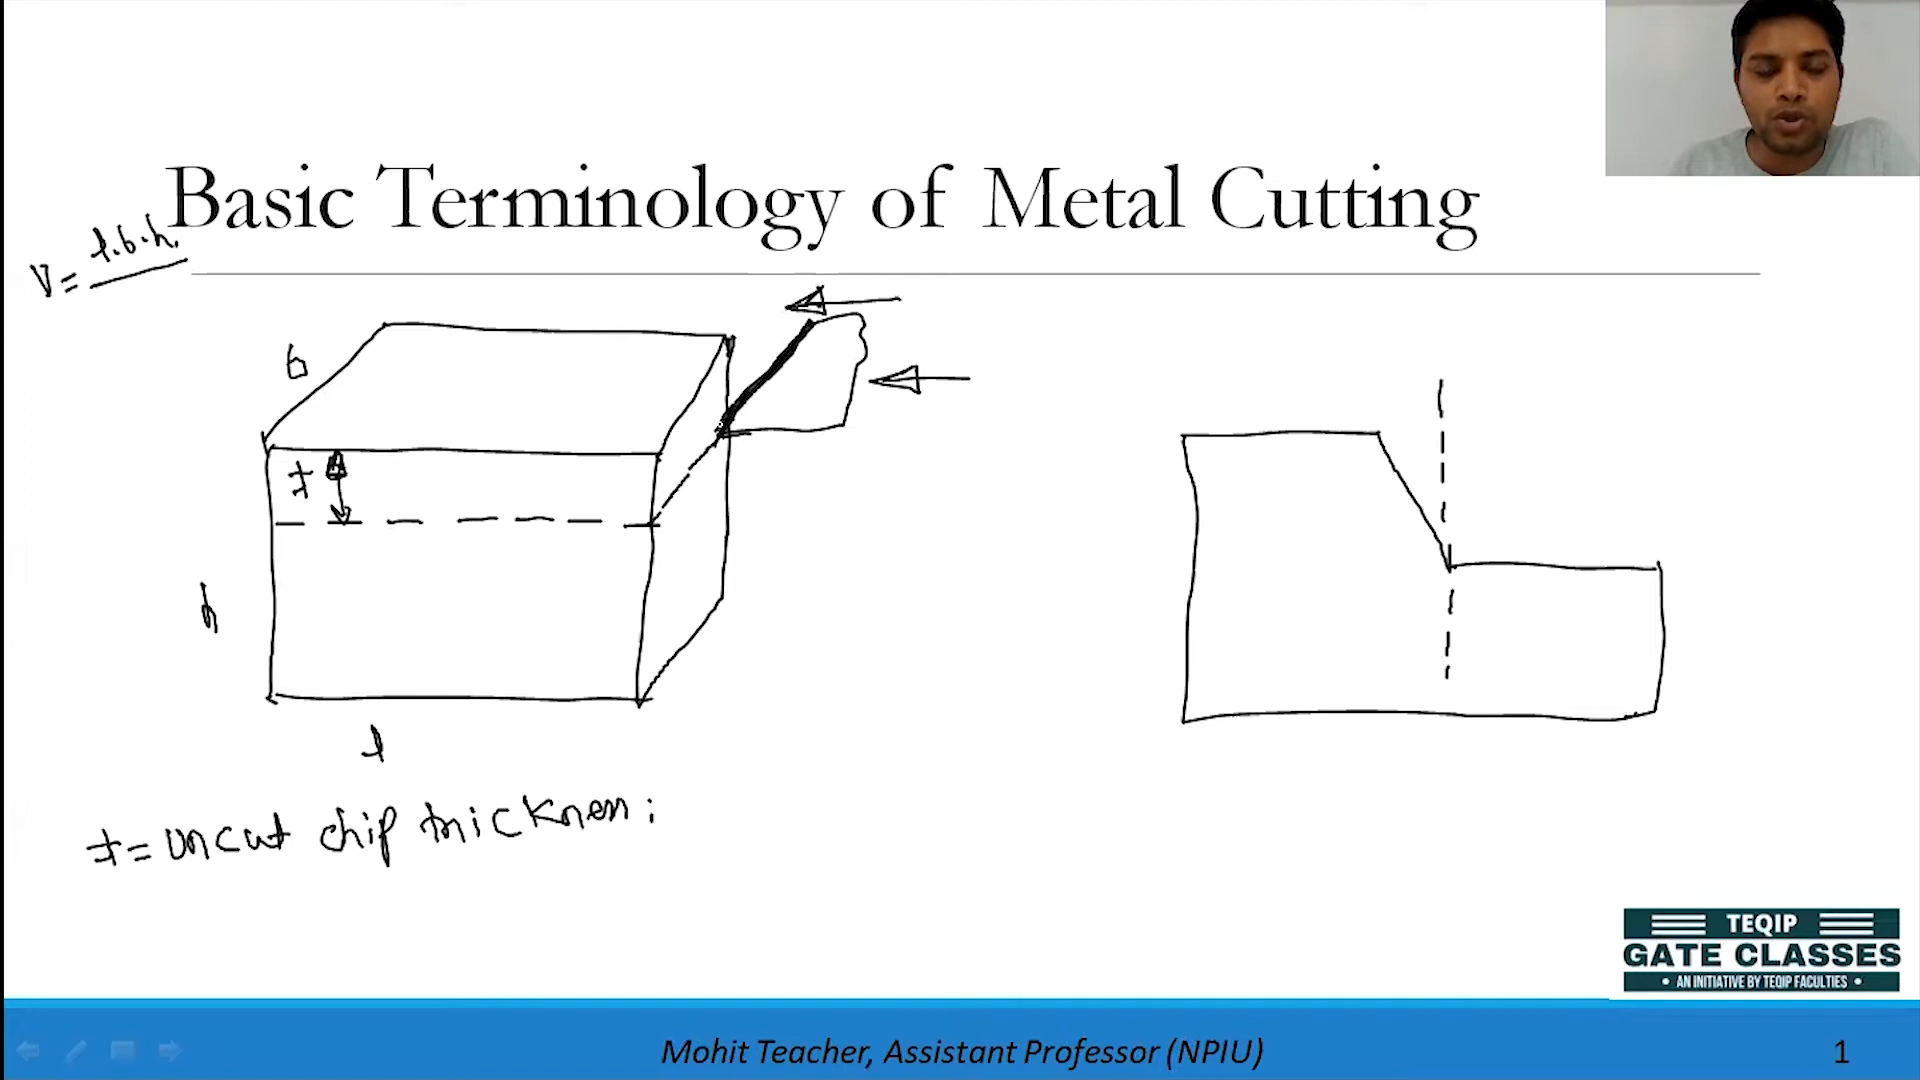 Basic Terminology of Metal Cutting
V = l.b.h.
b
t
h
l
t = uncut chip thickness :
TEQIP
GATE CLASSES
• AN INITIATIVE BY TEQIP FACULTIES •
Mohit Teacher, Assistant Professor (NPIU)
1